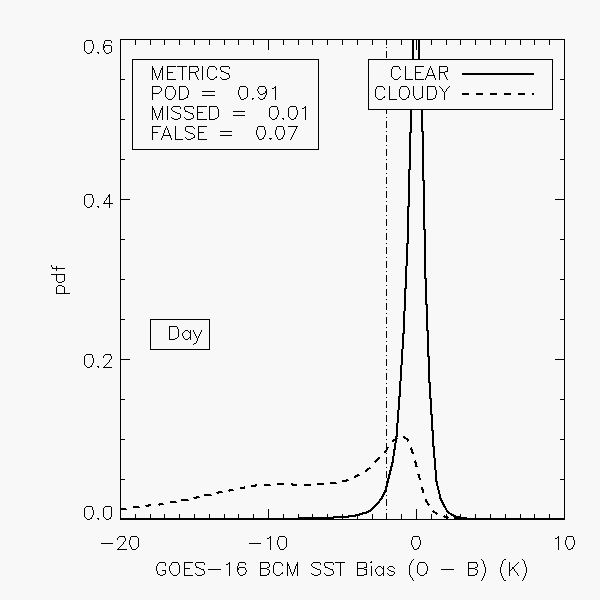 0.6
METRICS
POD = 0.91
MISSED = 0.01
FALSE = 0.07
CLEAR
CLOUDY
0.4
pdf
Day
0.2
0.0
-20 -10 0 10
GOES-16 BCM SST Bias (O - B) (K)